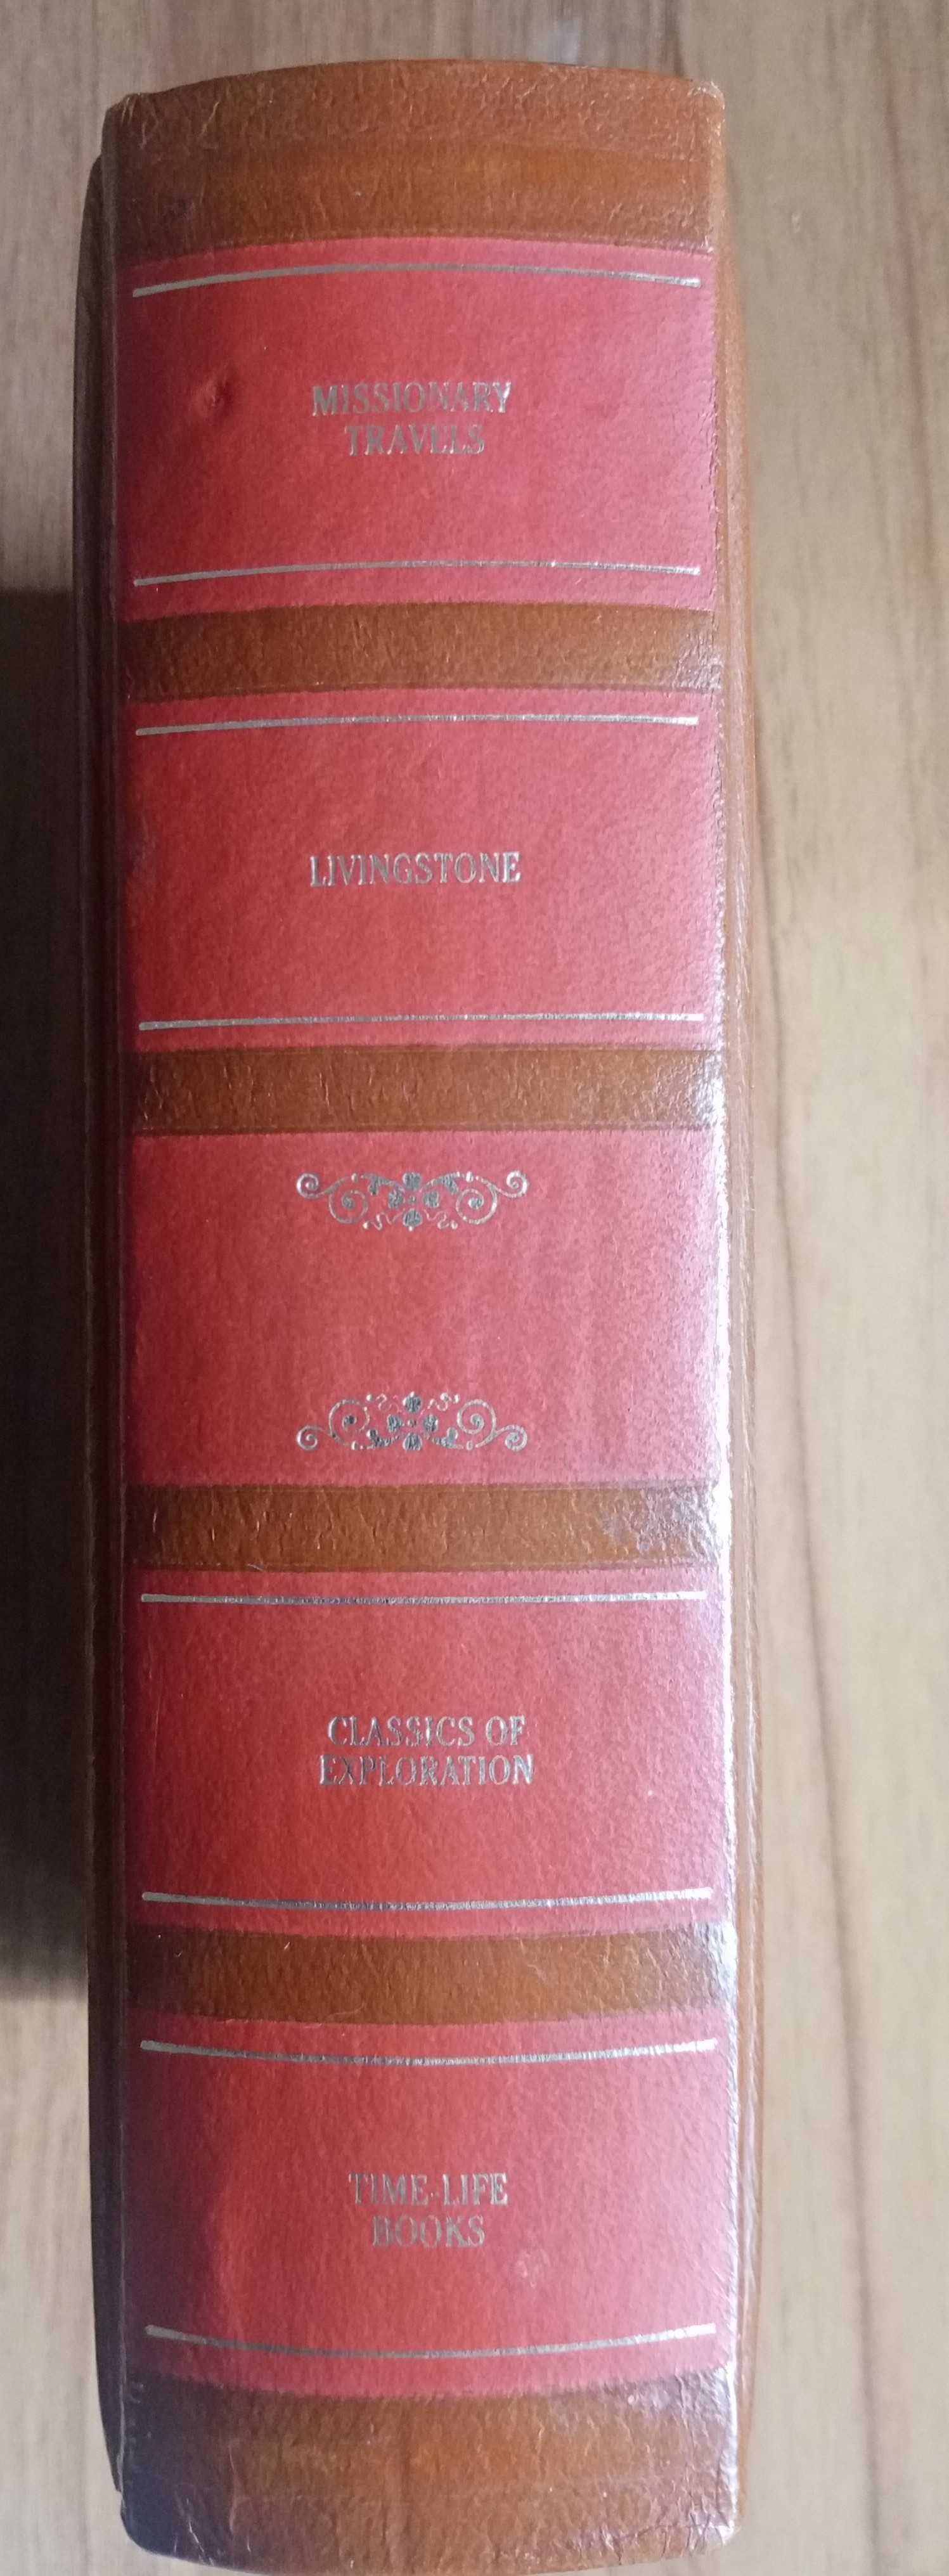 MISSIONARY
TRAVELS
LIVINGSTONE
CLASSICS OF
EXPLORATION
TIME-LIFE
BOOKS